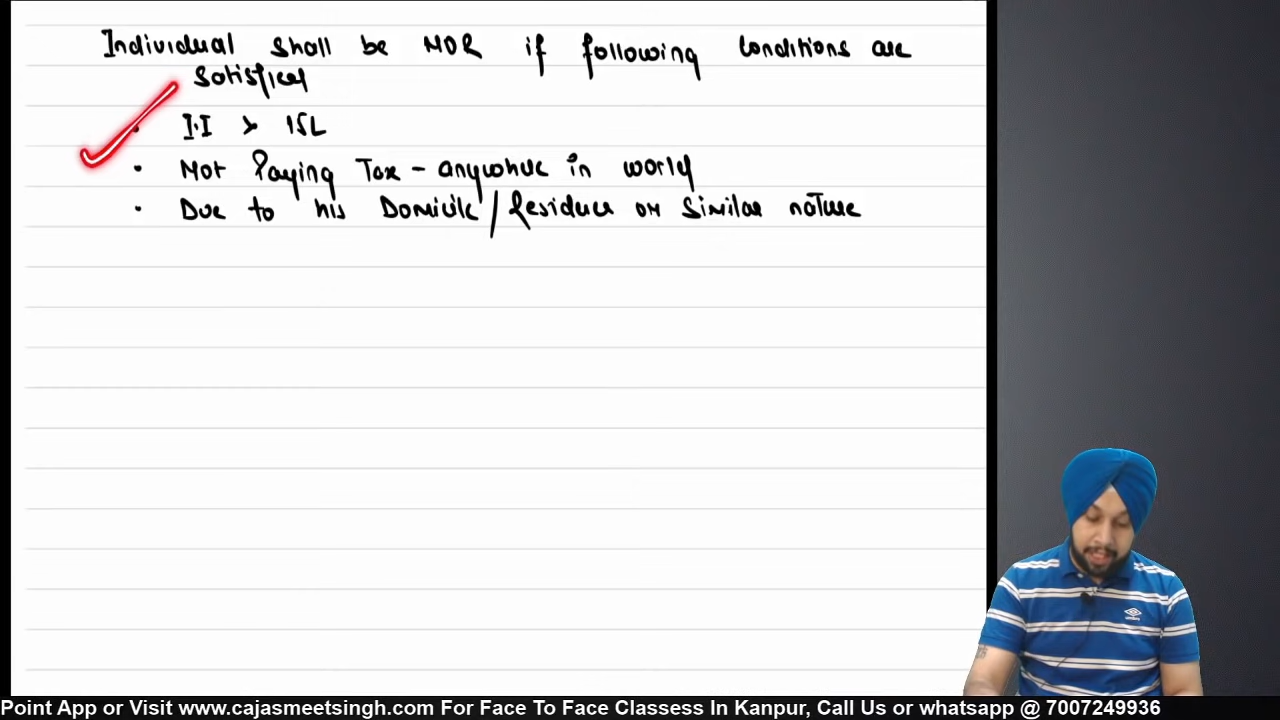 Individual shall be NOR if following conditions are
satisfied
• I.I > 15L
• Not Paying Tax - anywhere in world
• Due to his Domicile / Residence or similar nature
Point App or Visit www.cajasmeetsingh.com For Face To Face Classess In Kanpur, Call Us or whatsapp @ 7007249936